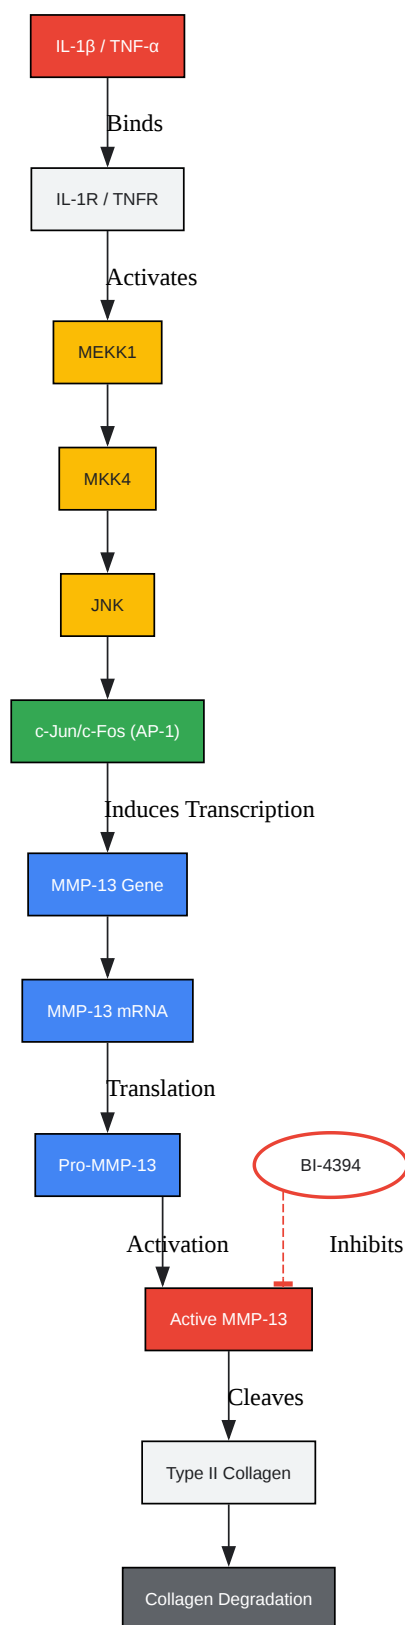 IL-1β / TNF-α
Binds
IL-1R / TNFR
Activates
MEKK1
MKK4
JNK
c-Jun/c-Fos (AP-1)
Induces Transcription
MMP-13 Gene
MMP-13 mRNA
Translation
Pro-MMP-13
BI-4394
Activation
Inhibits
Active MMP-13
Cleaves
Type II Collagen
Collagen Degradation